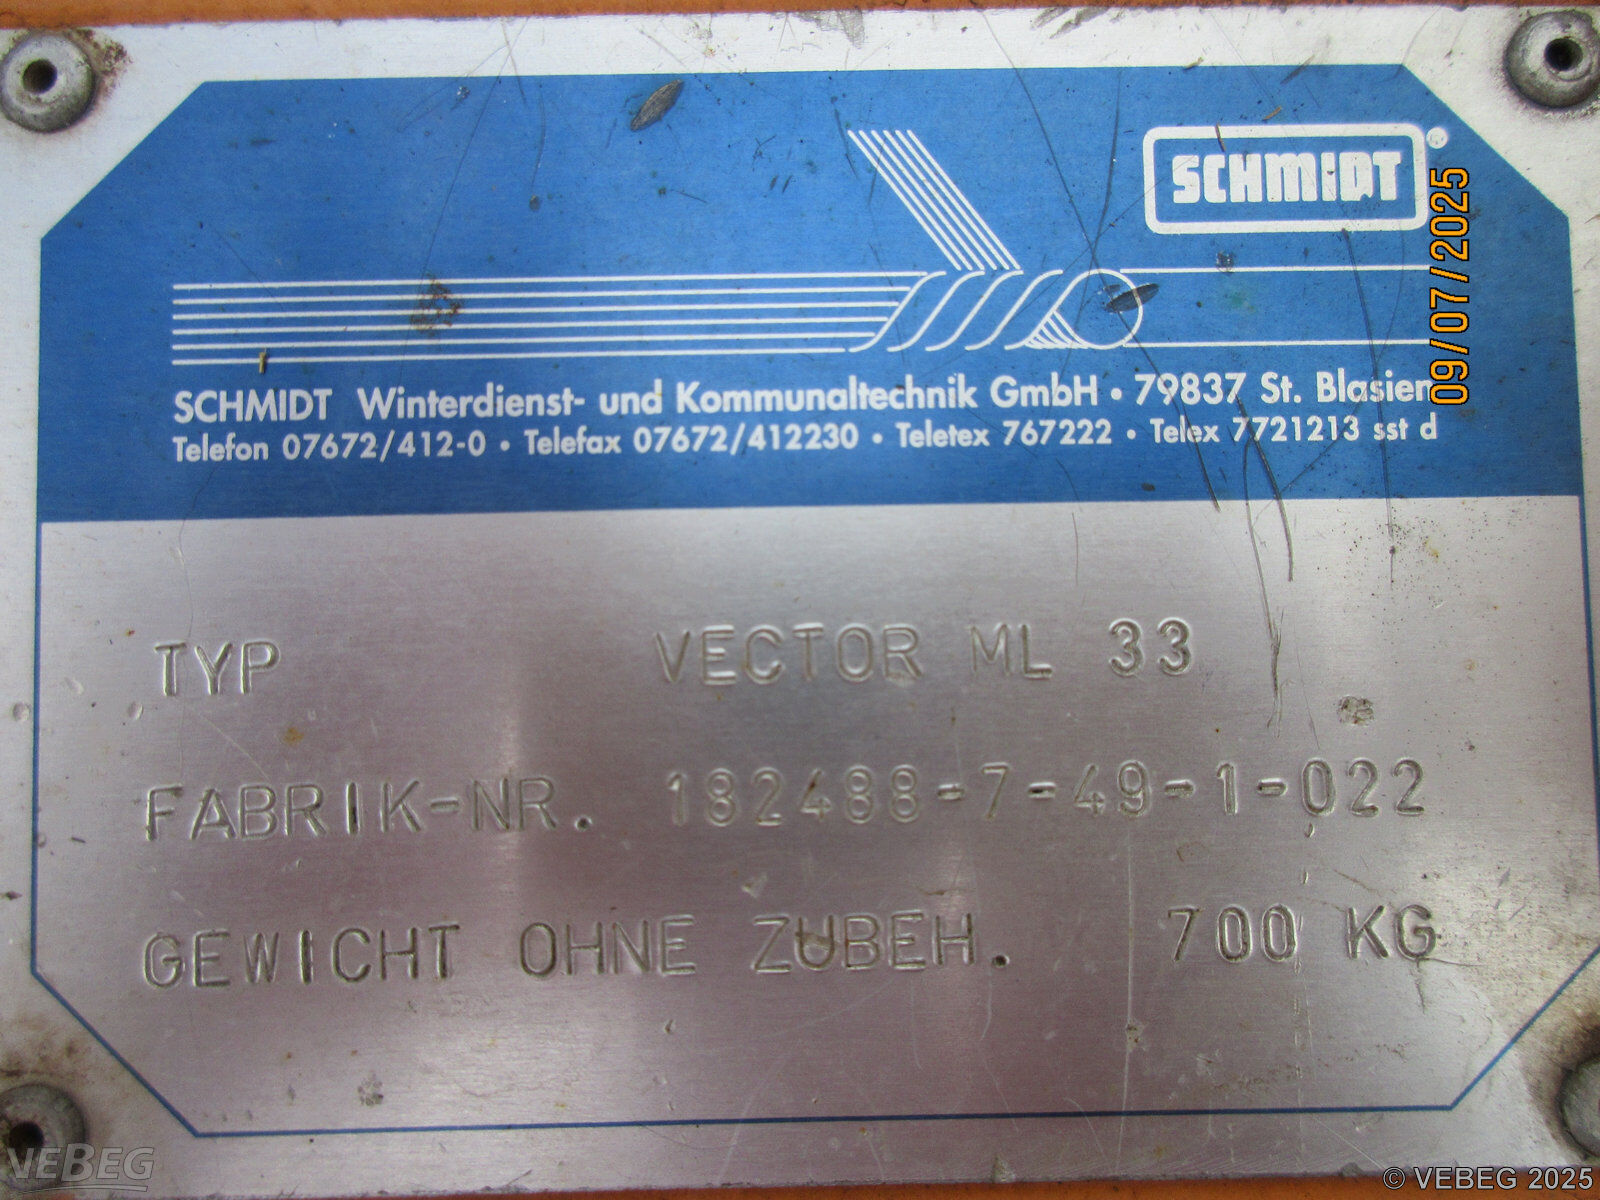 SCHMIDT®
SCHMIDT Winterdienst- und Kommunaltechnik GmbH • 79837 St. Blasien
Telefon 07672/412-0 • Telefax 07672/412230 • Teletex 767222 • Telex 7721213 sst d
TYP VECTOR ML 33
FABRIK-NR. 182488-7-49-1-022
GEWICHT OHNE ZUBEH. 700 KG
09/07/2025
VEBEG
© VEBEG 2025